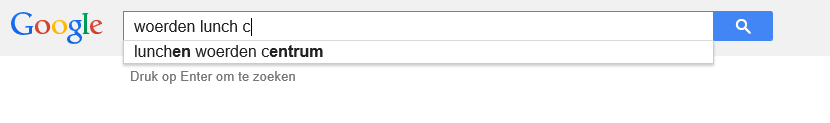 Google woerden lunch c
lunchen woerden centrum
Druk op Enter om te zoeken